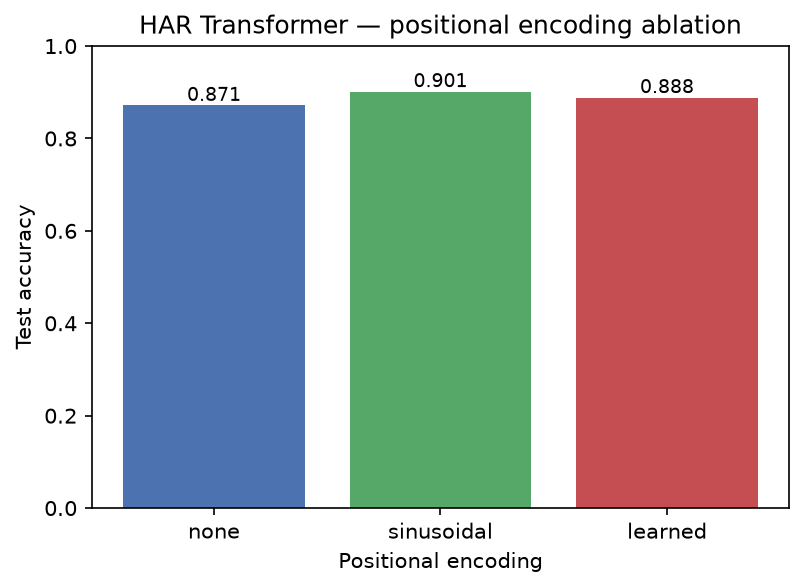 HAR Transformer — positional encoding ablation
Test accuracy
1.0
0.8
0.6
0.4
0.2
0.0
0.871
0.901
0.888
none
sinusoidal
learned
Positional encoding